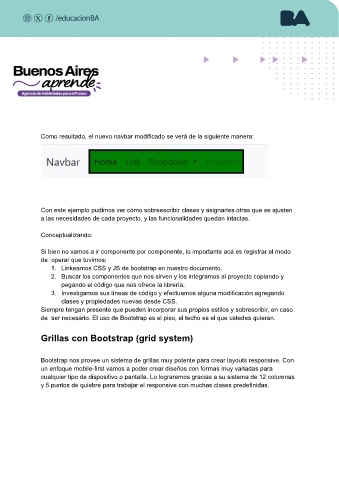 /educacionBA
BA
Buenos Aires
aprende
Agencia de Habilidades para el Futuro
Como resultado, el nuevo navbar modificado se verá de la siguiente manera:
Navbar Home Link Dropdown Disabled
Con este ejemplo pudimos ver cómo sobreescribir clases y asignarles otras que se ajusten
a las necesidades de cada proyecto, y las funcionalidades quedan intactas.
Conceptualizando:
Si bien no vamos a ir componente por componente, lo importante acá es registrar el modo
de operar que tuvimos:
1. Linkeamos CSS y JS de bootstrap en nuestro documento.
2. Buscar los componentes que nos sirven y los integramos al proyecto copiando y
pegando el código que nos ofrece la librería.
3. Investigamos sus líneas de código y efectuamos alguna modificación agregando
clases y propiedades nuevas desde CSS.
Siempre tengan presente que pueden incorporar sus propios estilos y sobrescribir, en caso
de ser necesario. El uso de Bootstrap es el piso, el techo es el que ustedes quieran.
Grillas con Bootstrap (grid system)
Bootstrap nos provee un sistema de grillas muy potente para crear layouts responsive. Con
un enfoque mobile-first vamos a poder crear diseños con formas muy variadas para
cualquier tipo de dispositivo o pantalla. Lo lograremos gracias a su sistema de 12 columnas
y 5 puntos de quiebre para trabajar el responsive con muchas clases predefinidas.